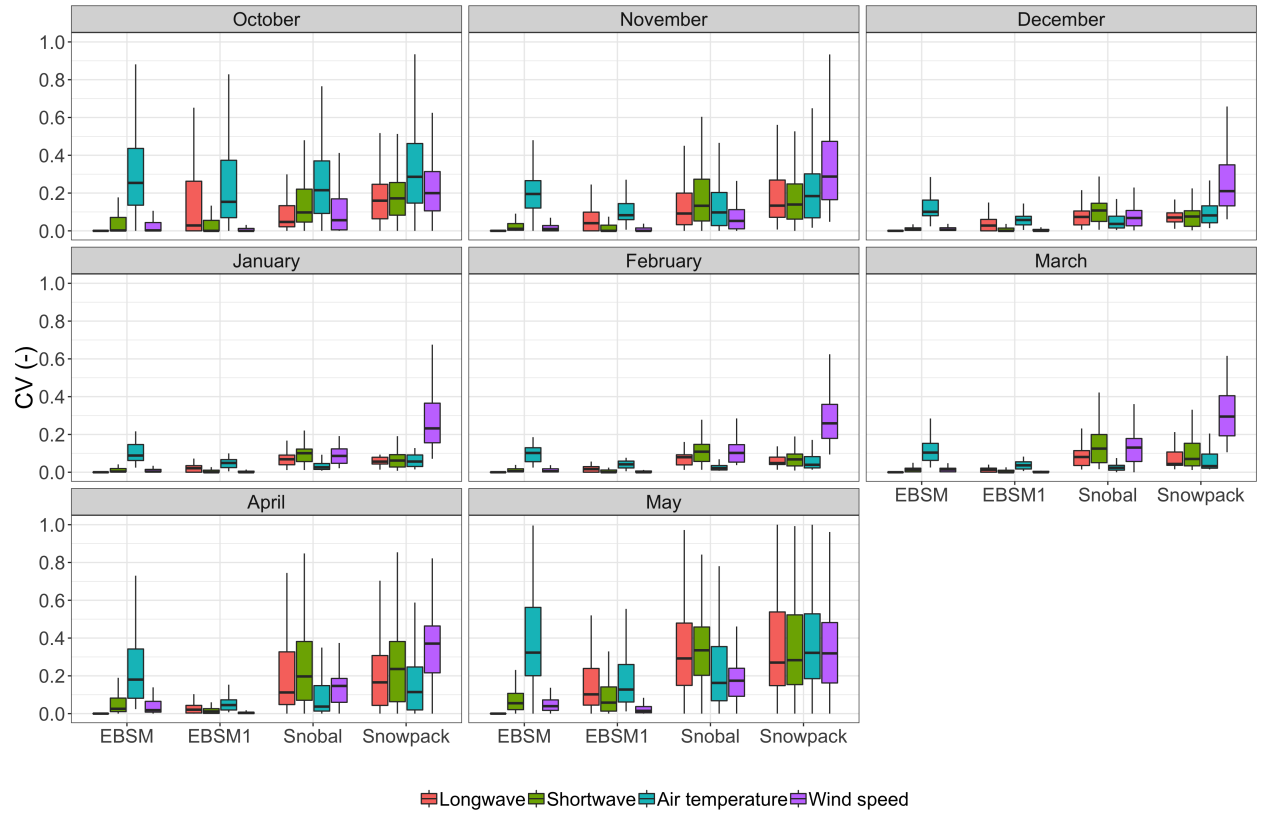 October November December
1.0
0.8
0.6
0.4
0.2
0.0
January February March
1.0
0.8
0.6
0.4
0.2
0.0
CV (-)
EBSM EBSM1 Snobal Snowpack
April May
1.0
0.8
0.6
0.4
0.2
0.0
EBSM EBSM1 Snobal Snowpack EBSM EBSM1 Snobal Snowpack
Longwave Shortwave Air temperature Wind speed